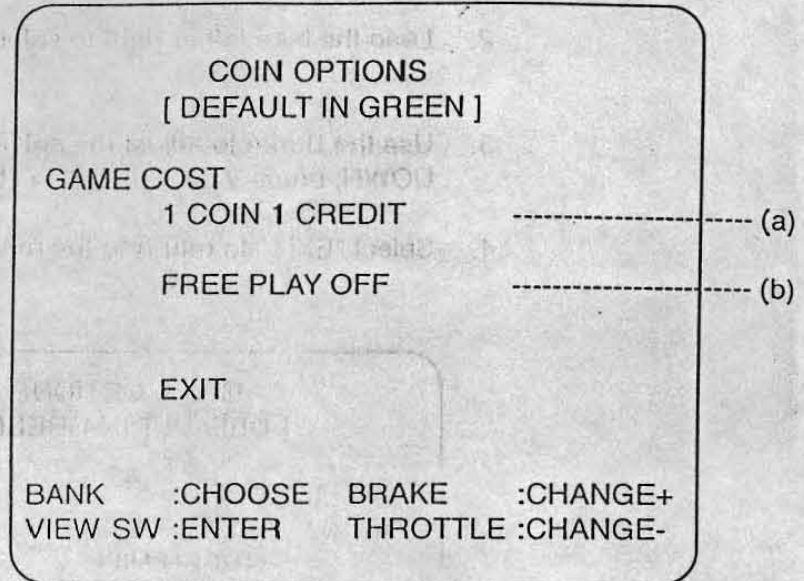 COIN OPTIONS
[ DEFAULT IN GREEN ]
GAME COST
1 COIN 1 CREDIT ---------------------- (a)
FREE PLAY OFF ---------------------- (b)
EXIT
BANK :CHOOSE BRAKE :CHANGE+
VIEW SW :ENTER THROTTLE :CHANGE-